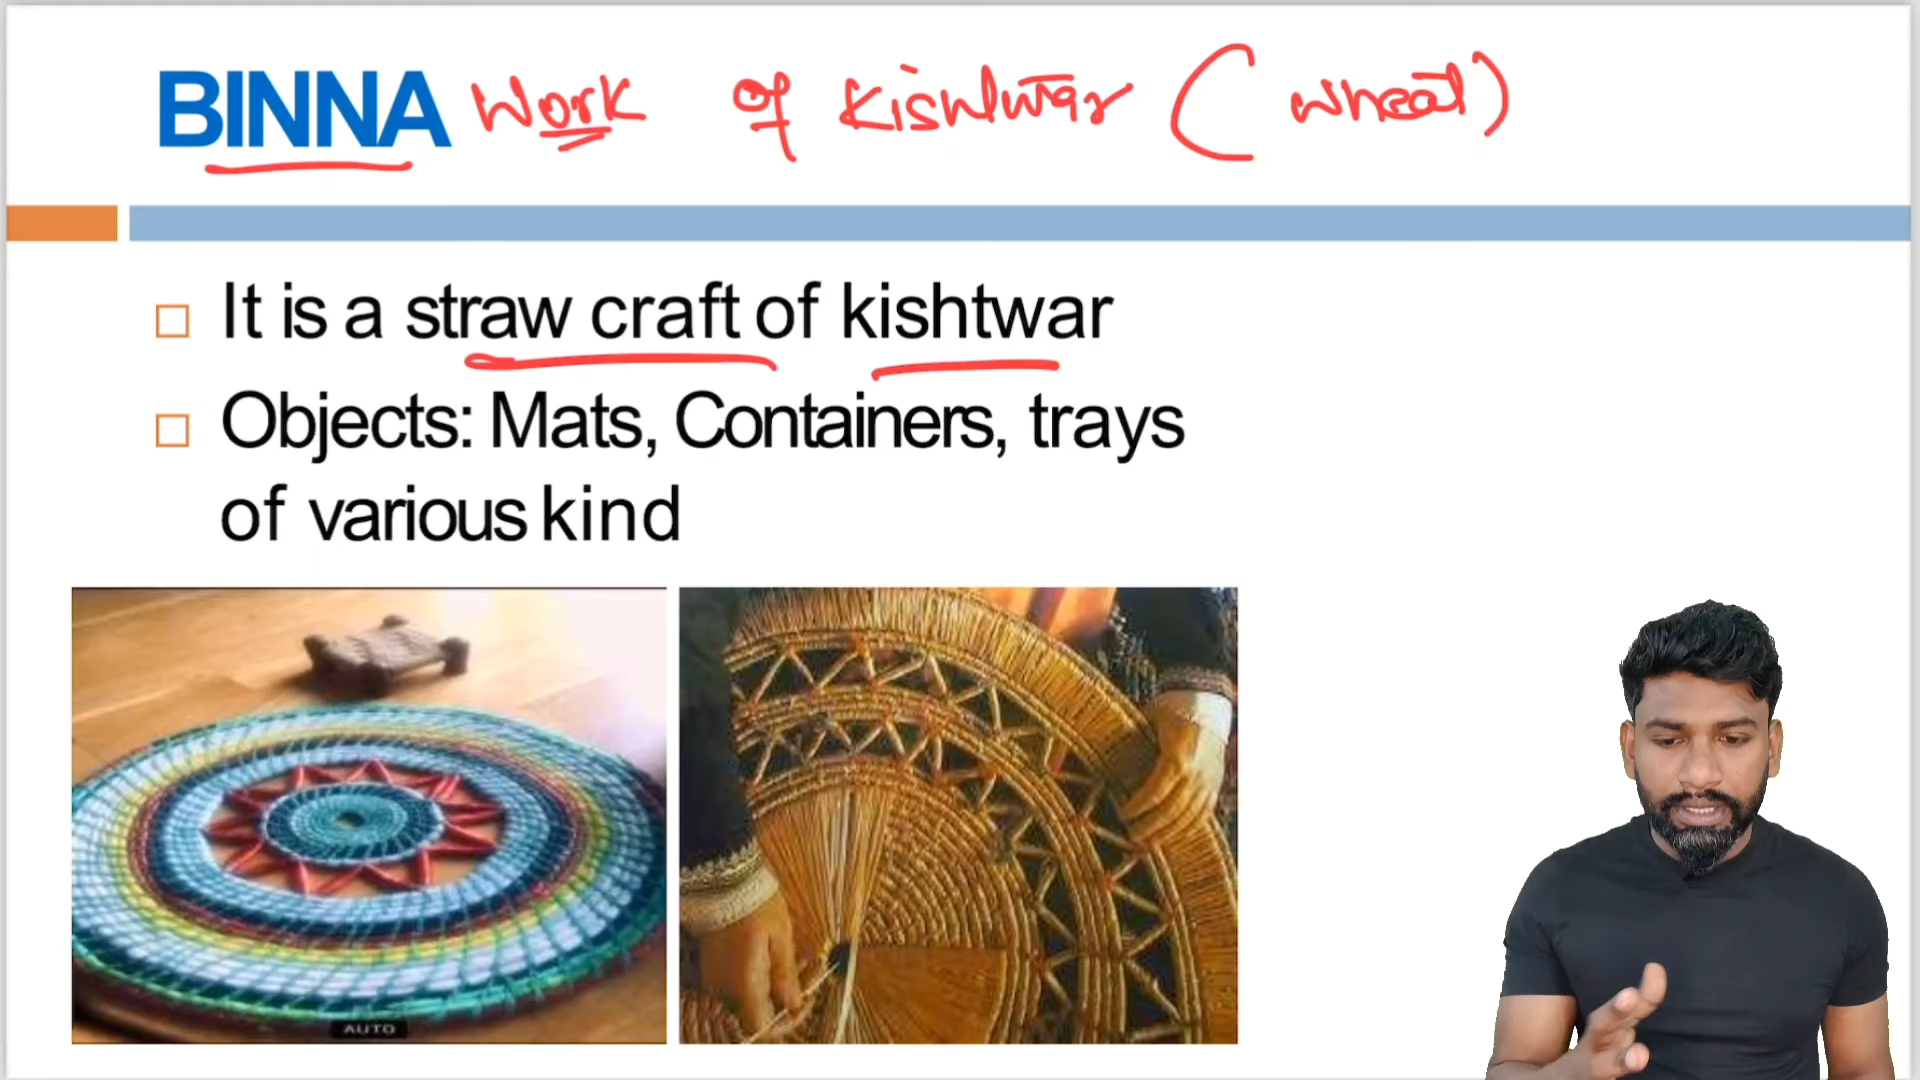 BINNA Work of Kishtwar (wheat)
It is a straw craft of kishtwar
Objects: Mats, Containers, trays
of various kind
AUTO